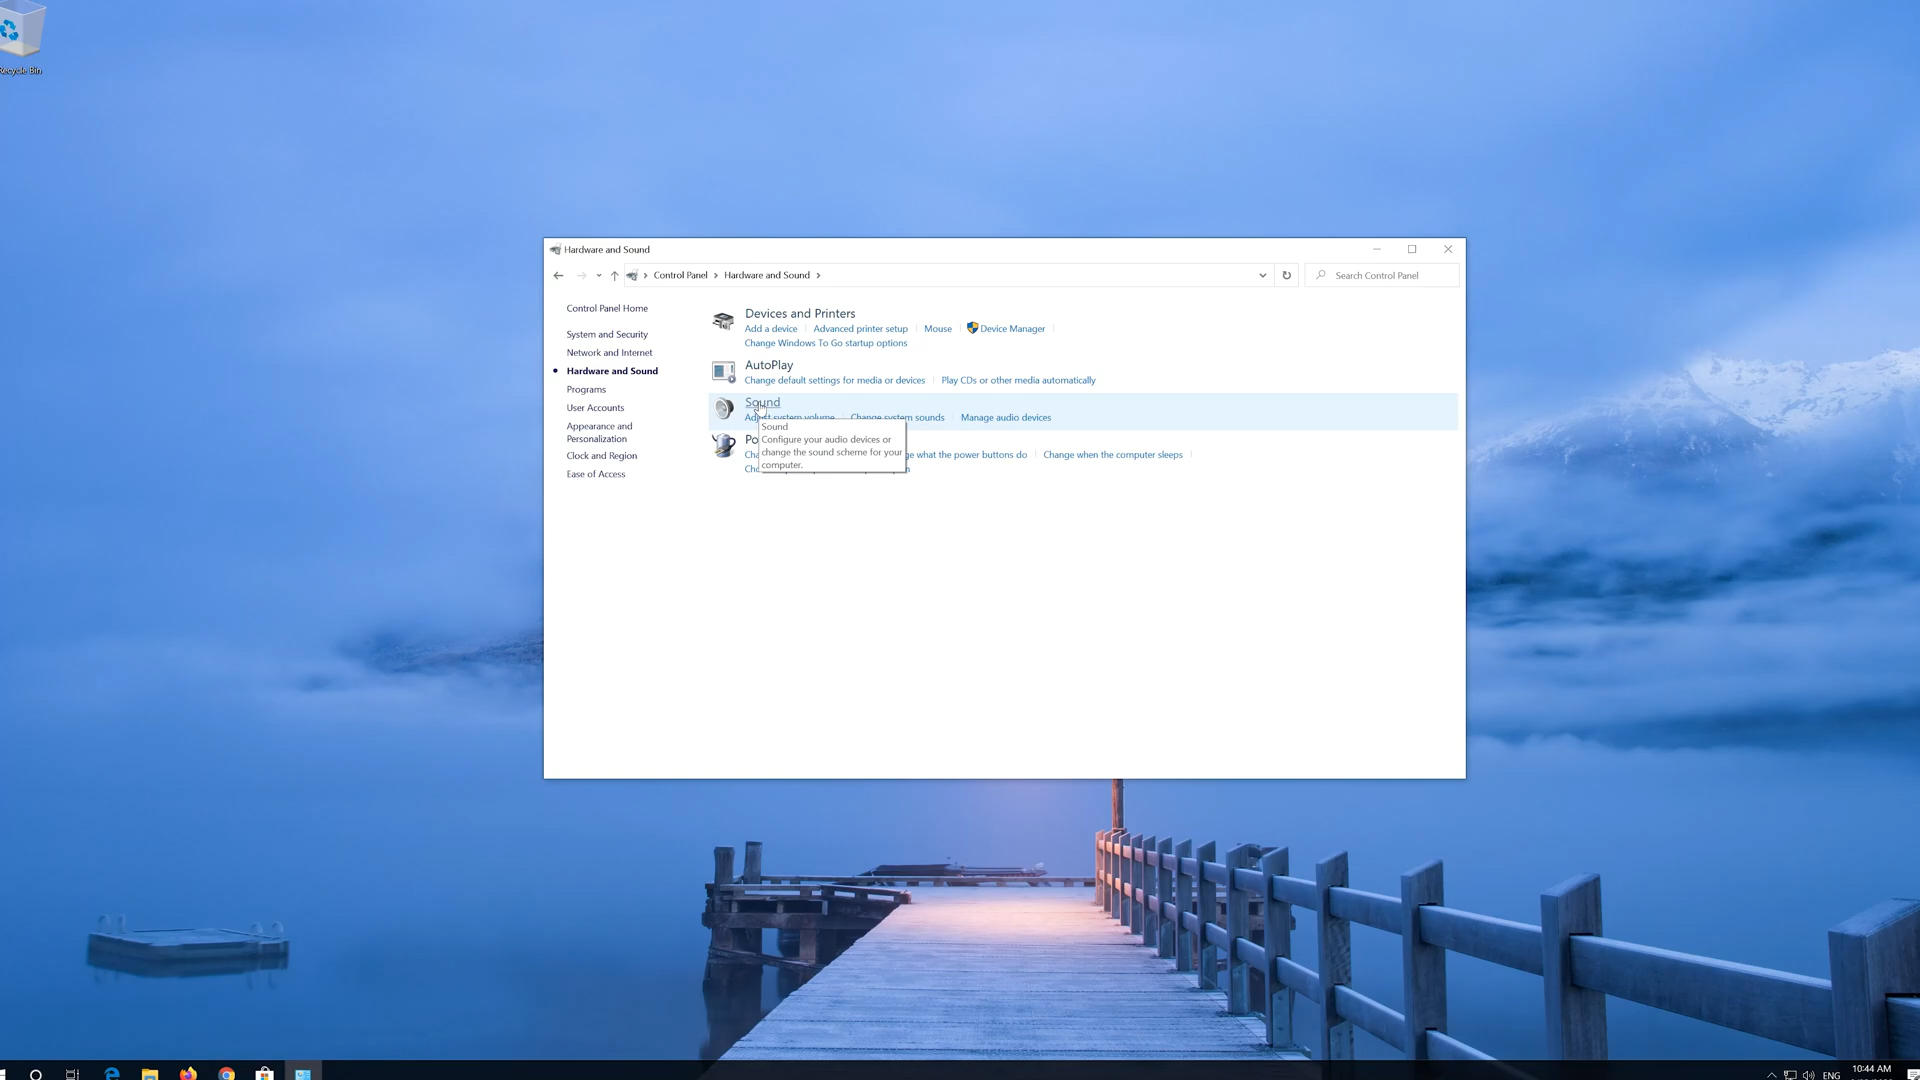 Recycle Bin
Hardware and Sound
Control Panel > Hardware and Sound >
Search Control Panel
Control Panel Home
System and Security
Network and Internet
Hardware and Sound
Programs
User Accounts
Appearance and
Personalization
Clock and Region
Ease of Access
Devices and Printers
Add a device
Advanced printer setup
Mouse
Device Manager
Change Windows To Go startup options
AutoPlay
Change default settings for media or devices
Play CDs or other media automatically
Sound
Adjust system volume
Change system sounds
Manage audio devices
Sound
Configure your audio devices or
change the sound scheme for your
computer.
what the power buttons do
Change when the computer sleeps
ENG
10:44 AM